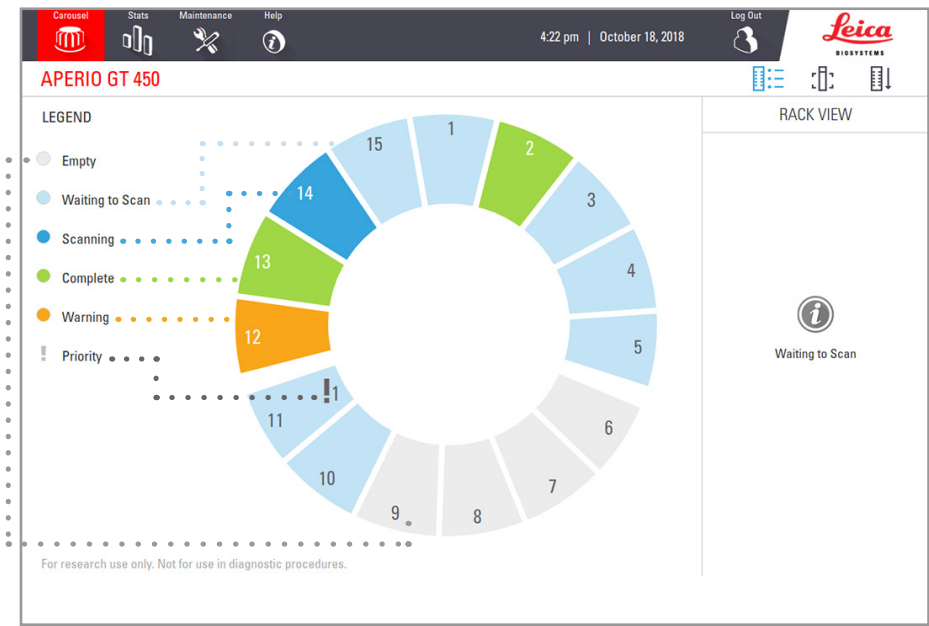 Carousel Stats Maintenance Help Log Out
4:22 pm | October 18, 2018
Leica
BIOSYSTEMS
APERIO GT 450
LEGEND
RACK VIEW
Empty
Waiting to Scan
Scanning
Complete
Warning
! Priority
1
2
3
4
5
6
7
8
9
10
11
!1
12
13
14
15
i
Waiting to Scan
For research use only. Not for use in diagnostic procedures.